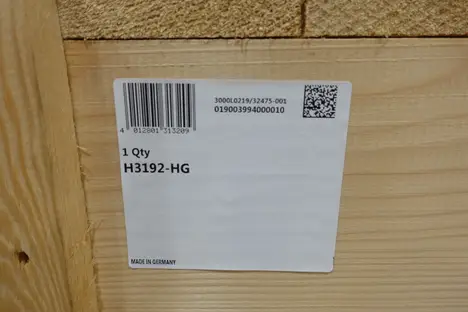 3000L0219/32475-001
019003994000010
4 012801 313209
1 Qty
H3192-HG
MADE IN GERMANY